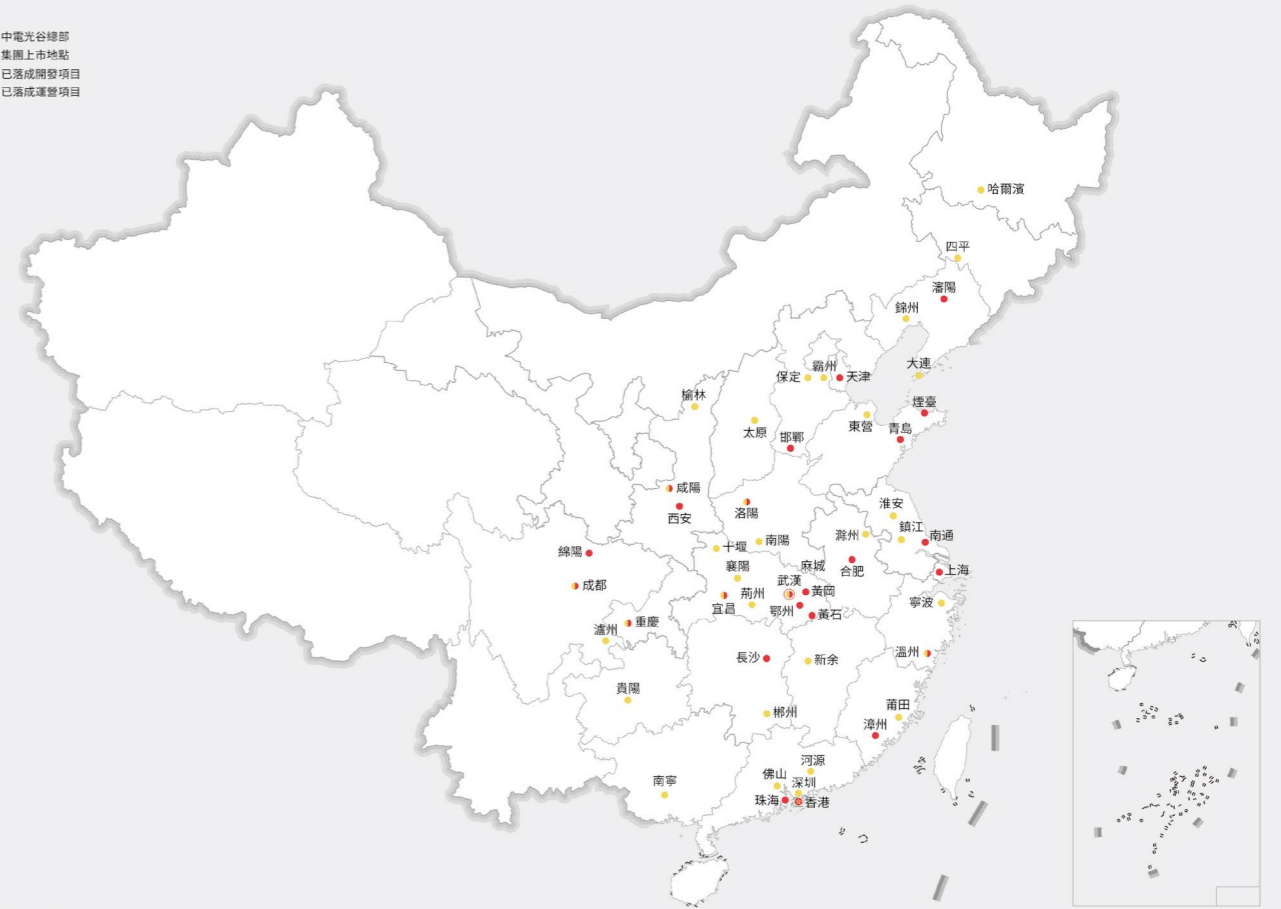 中電光谷總部
集團上市地點
已落成開發項目
已落成運營項目
哈爾濱
四平
瀋陽
錦州
大連
霸州
保定
天津
榆林
煙臺
太原
東營
青島
邯鄲
咸陽
淮安
洛陽
西安
鎮江
滁州
南通
南陽
十堰
綿陽
麻城
合肥
上海
襄陽
武漢
成都
荊州
黃岡
宜昌
鄂州
寧波
黃石
重慶
瀘州
溫州
長沙
新余
貴陽
莆田
郴州
漳州
河源
佛山
南寧
深圳
珠海
香港